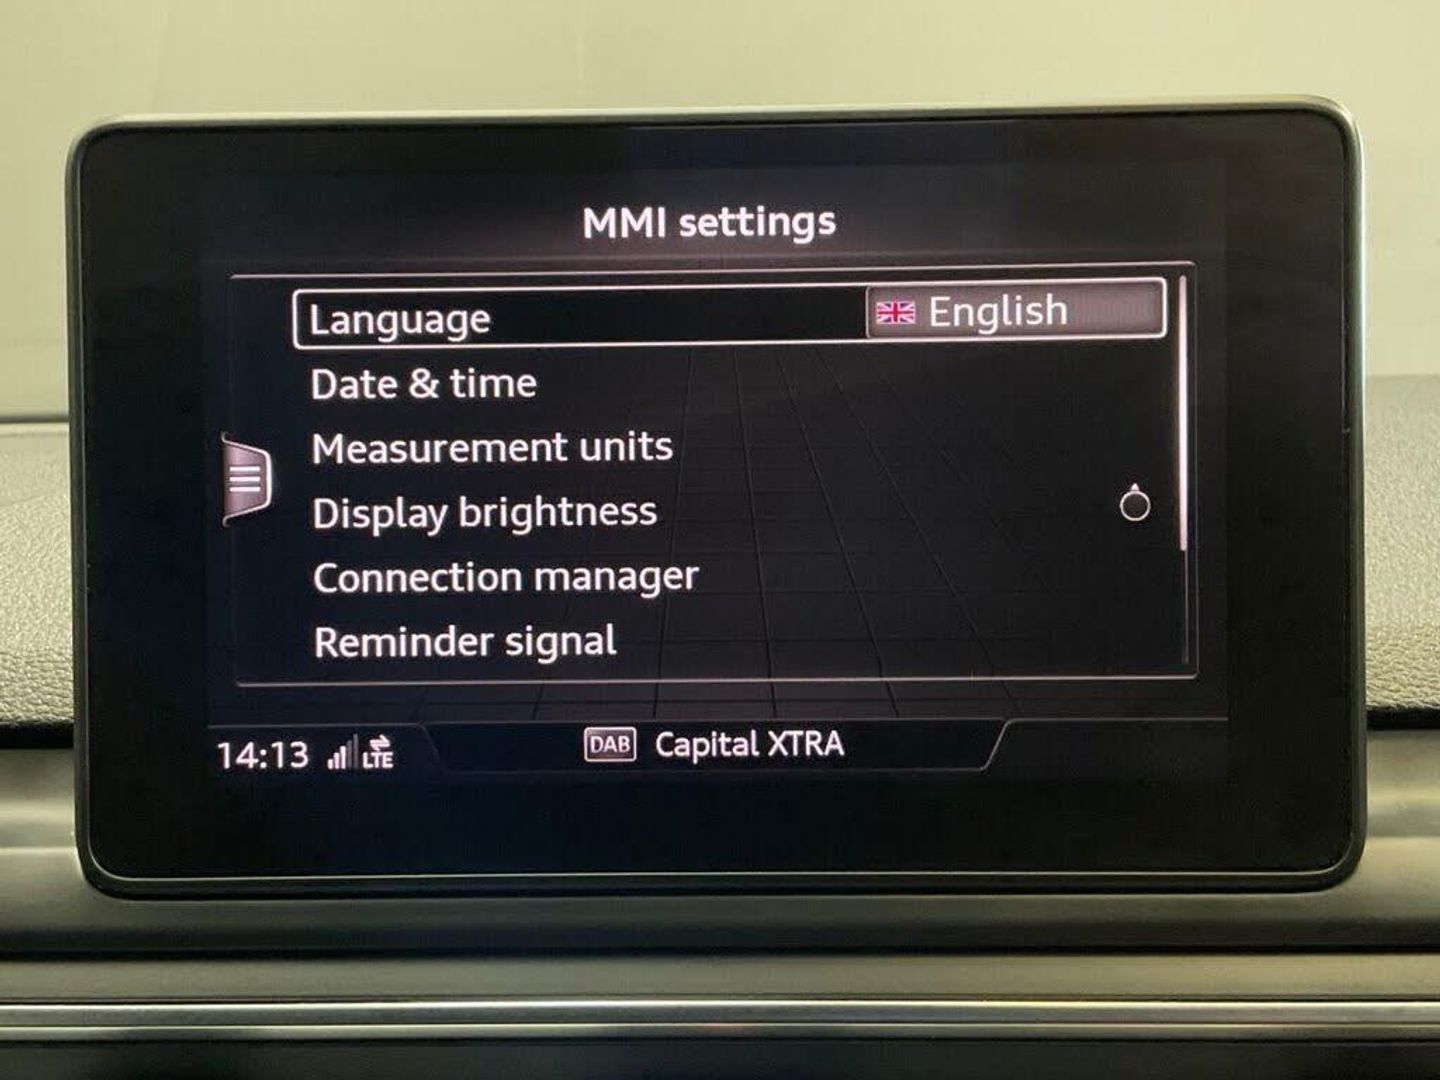 MMI settings
Language English
Date & time
Measurement units
Display brightness
Connection manager
Reminder signal
14:13 LTE DAB Capital XTRA